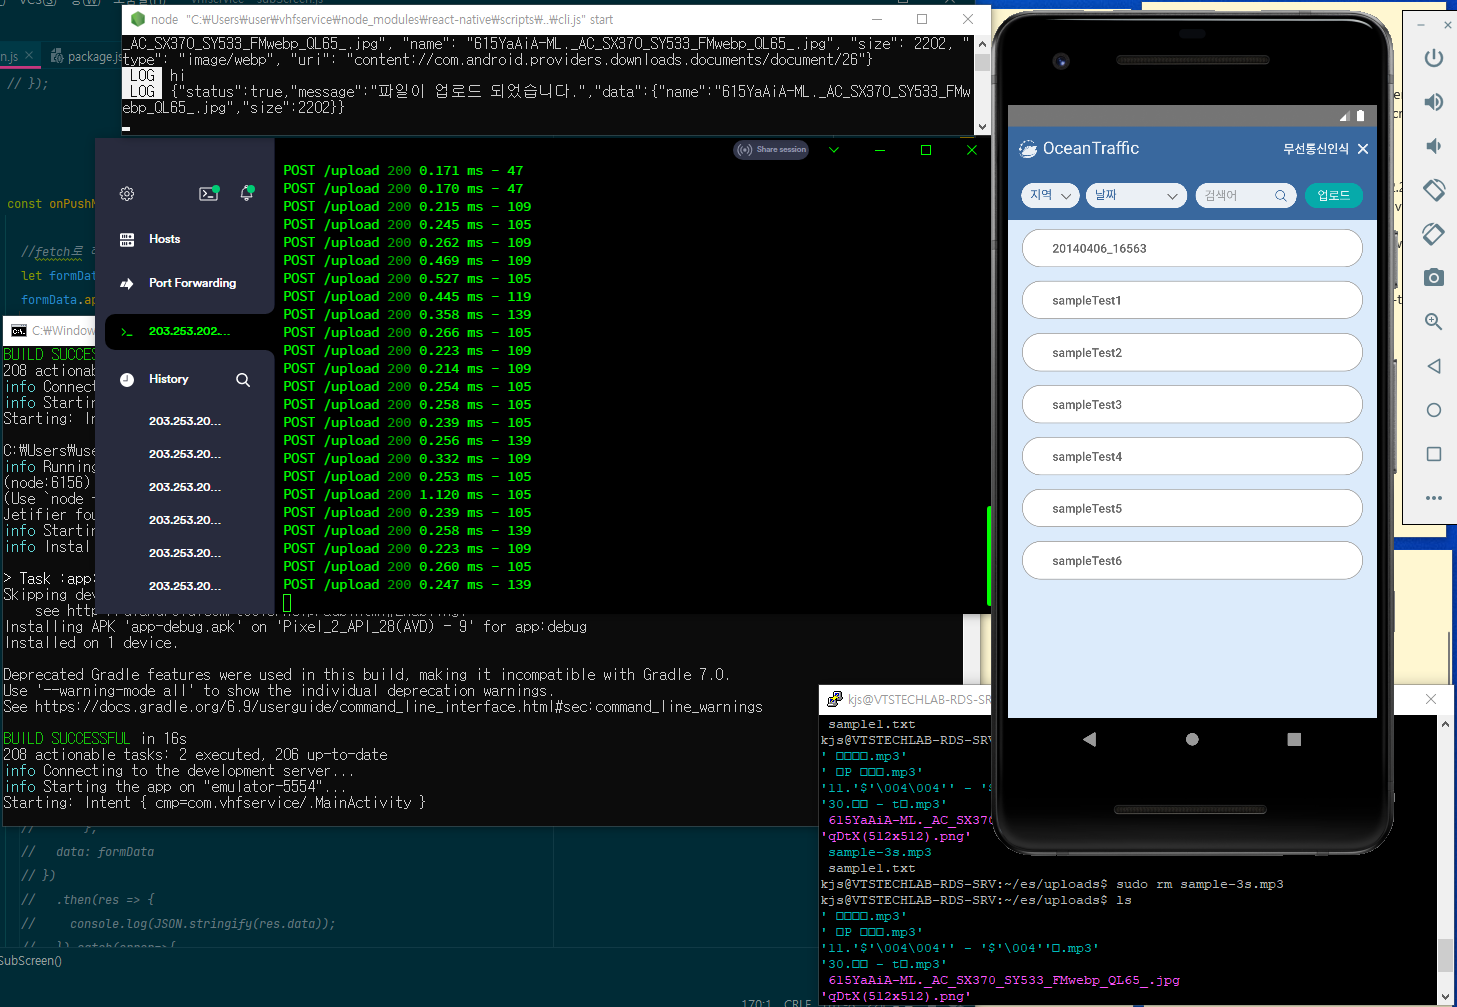 node  "C:₩Users₩user₩vhfservice₩node_modules₩react-native₩scripts₩..₩cli.js" start
_AC_SX370_SY533_FMwebp_QL65_.jpg", "name": "615YaAiA-ML._AC_SX370_SY533_FMwebp_QL65_.jpg", "size": 2202, "
type": "image/webp", "uri": "content://com.android.providers.downloads.documents/document/26"}
LOG  hi
LOG  {"status":true,"message":"파일이 업로드 되었습니다.","data":{"name":"615YaAiA-ML._AC_SX370_SY533_FMw
ebp_QL65_.jpg","size":2202}}
n.js
package.js
// });
const onPushM
//fetch로
let formDat
formData.ap
Share session
Hosts
Port Forwarding
203.253.202....
History
203.253.20...
203.253.20...
203.253.20...
203.253.20...
203.253.20...
203.253.20...
POST /upload 200 0.171 ms - 47
POST /upload 200 0.170 ms - 47
POST /upload 200 0.215 ms - 109
POST /upload 200 0.245 ms - 105
POST /upload 200 0.262 ms - 109
POST /upload 200 0.469 ms - 109
POST /upload 200 0.527 ms - 105
POST /upload 200 0.445 ms - 119
POST /upload 200 0.358 ms - 139
POST /upload 200 0.266 ms - 105
POST /upload 200 0.223 ms - 109
POST /upload 200 0.214 ms - 109
POST /upload 200 0.254 ms - 105
POST /upload 200 0.258 ms - 105
POST /upload 200 0.239 ms - 105
POST /upload 200 0.256 ms - 139
POST /upload 200 0.332 ms - 109
POST /upload 200 0.253 ms - 105
POST /upload 200 1.120 ms - 105
POST /upload 200 0.239 ms - 105
POST /upload 200 0.258 ms - 139
POST /upload 200 0.223 ms - 109
POST /upload 200 0.260 ms - 105
POST /upload 200 0.247 ms - 139
C:₩Window
BUILD SUCCES
208 actionab
info Connec
info Startin
Starting: In
C:₩Users₩use
info Running
(node:6156)
(Use `node -
Jetifier fou
info Startin
info Instal
> Task :app:
Skipping dev
see http
Installing APK 'app-debug.apk' on 'Pixel_2_API_28(AVD) - 9' for app:debug
Installed on 1 device.
Deprecated Gradle features were used in this build, making it incompatible with Gradle 7.0.
Use '--warning-mode all' to show the individual deprecation warnings.
See https://docs.gradle.org/6.9/userguide/command_line_interface.html#sec:command_line_warnings
BUILD SUCCESSFUL in 16s
208 actionable tasks: 2 executed, 206 up-to-date
info Connecting to the development server...
info Starting the app on "emulator-5554"...
Starting: Intent { cmp=com.vhfservice/.MainActivity }
//       },
//   data: formData
// })
//   .then(res => {
//     console.log(JSON.stringify(res.data));
//   }).catch(error=>{
SubScreen()
170:1  CRLF
OceanTraffic
무선통신인식 ✕
지역
날짜
검색어
업로드
20140406_16563
sampleTest1
sampleTest2
sampleTest3
sampleTest4
sampleTest5
sampleTest6
kjs@VTSTECHLAB-RDS-SR
sample1.txt
kjs@VTSTECHLAB-RDS-SRV
' □□□□.mp3'
' □P □□□.mp3'
'11.'$'\004\004'' - '$
'30.□□ - t□.mp3'
615YaAiA-ML._AC_SX370
'qDtX(512x512).png'
sample-3s.mp3
sample1.txt
kjs@VTSTECHLAB-RDS-SRV:~/es/uploads$ sudo rm sample-3s.mp3
kjs@VTSTECHLAB-RDS-SRV:~/es/uploads$ ls
' □□□□.mp3'
' □P □□□.mp3'
'11.'$'\004\004'' - '$'\004''□.mp3'
'30.□□ - t□.mp3'
615YaAiA-ML._AC_SX370_SY533_FMwebp_QL65_.jpg
'qDtX(512x512).png'